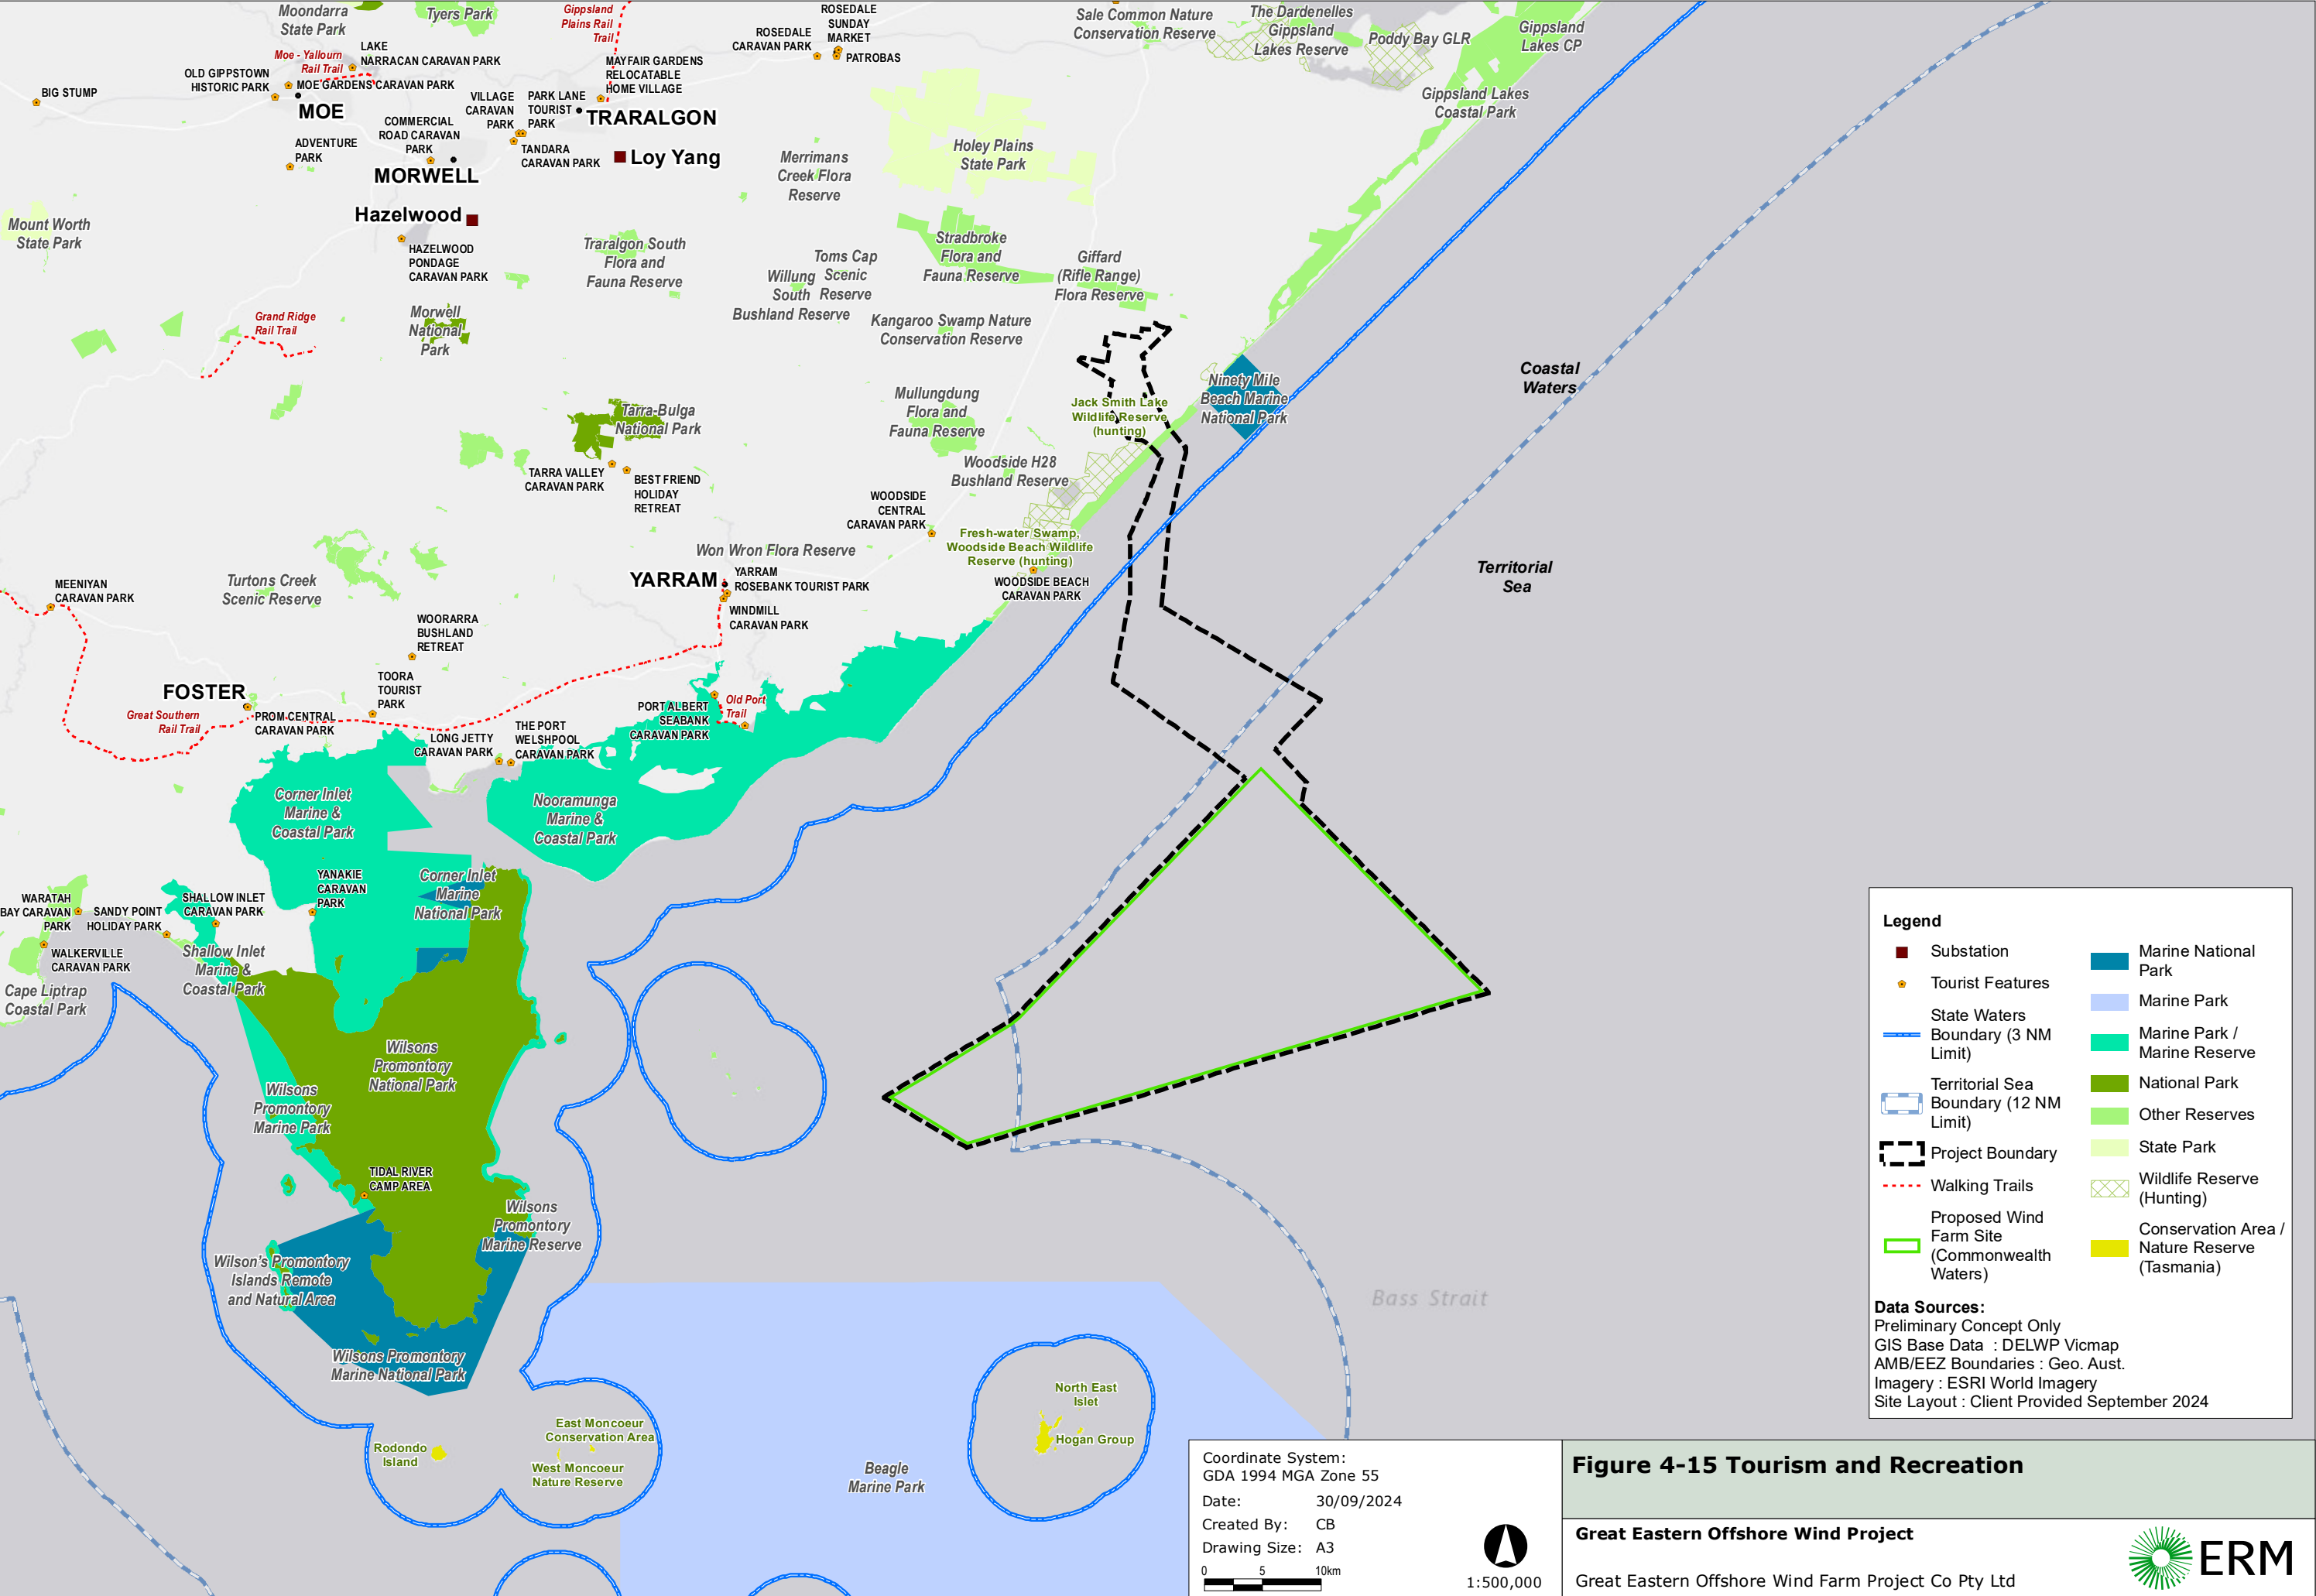 Moondarra
State Park
Tyers Park
Gippsland
Plains Rail
Trail
ROSEDALE
CARAVAN PARK
ROSEDALE
SUNDAY
MARKET
PATROBAS
Sale Common Nature
Conservation Reserve
The Dardenelles
Gippsland
Lakes Reserve
Poddy Bay GLR
Gippsland
Lakes CP
Gippsland Lakes
Coastal Park
Moe - Yallourn
Rail Trail
LAKE
NARRACAN CARAVAN PARK
OLD GIPPSTOWN
HISTORIC PARK
MOE GARDENS CARAVAN PARK
MOE
BIG STUMP
MAYFAIR GARDENS
RELOCATABLE
HOME VILLAGE
VILLAGE
CARAVAN
PARK
PARK LANE
TOURIST
PARK
TRARALGON
COMMERCIAL
ROAD CARAVAN
PARK
ADVENTURE
PARK
TANDARA
CARAVAN PARK
Loy Yang
MORWELL
Hazelwood
HAZELWOOD
PONDAGE
CARAVAN PARK
Mount Worth
State Park
Merrimans
Creek Flora
Reserve
Holey Plains
State Park
Traralgon South
Flora and
Fauna Reserve
Toms Cap
Scenic
Reserve
Willung
South
Bushland Reserve
Stradbroke
Flora and
Fauna Reserve
Giffard
(Rifle Range)
Flora Reserve
Kangaroo Swamp Nature
Conservation Reserve
Grand Ridge
Rail Trail
Morwell
National
Park
Tarra-Bulga
National Park
TARRA VALLEY
CARAVAN PARK
BEST FRIEND
HOLIDAY
RETREAT
Mullungdung
Flora and
Fauna Reserve
Jack Smith Lake
Wildlife Reserve
(hunting)
Ninety Mile
Beach Marine
National Park
Coastal
Waters
Woodside H28
Bushland Reserve
WOODSIDE
CENTRAL
CARAVAN PARK
Fresh-water Swamp,
Woodside Beach Wildlife
Reserve (hunting)
WOODSIDE BEACH
CARAVAN PARK
Territorial
Sea
Won Wron Flora Reserve
YARRAM
YARRAM
ROSEBANK TOURIST PARK
WINDMILL
CARAVAN PARK
MEENIYAN
CARAVAN PARK
Turtons Creek
Scenic Reserve
WOORARRA
BUSHLAND
RETREAT
TOORA
TOURIST
PARK
FOSTER
Great Southern
Rail Trail
PROM CENTRAL
CARAVAN PARK
LONG JETTY
CARAVAN PARK
THE PORT
WELSHPOOL
CARAVAN PARK
PORT ALBERT
SEABANK
CARAVAN PARK
Old Port
Trail
Corner Inlet
Marine &
Coastal Park
Nooramunga
Marine &
Coastal Park
YANAKIE
CARAVAN
PARK
Corner Inlet
Marine
National Park
WARATAH
BAY CARAVAN
PARK
SANDY POINT
HOLIDAY PARK
SHALLOW INLET
CARAVAN PARK
WALKERVILLE
CARAVAN PARK
Shallow Inlet
Marine &
Coastal Park
Cape Liptrap
Coastal Park
Wilsons
Promontory
National Park
Wilsons
Promontory
Marine Park
TIDAL RIVER
CAMP AREA
Wilsons
Promontory
Marine Reserve
Wilson's Promontory
Islands Remote
and Natural Area
Wilsons Promontory
Marine National Park
Bass Strait
North East
Islet
Hogan Group
East Moncoeur
Conservation Area
Rodondo
Island
West Moncoeur
Nature Reserve
Beagle
Marine Park
Legend
Substation
Tourist Features
State Waters
Boundary (3 NM
Limit)
Territorial Sea
Boundary (12 NM
Limit)
Project Boundary
Walking Trails
Proposed Wind
Farm Site
(Commonwealth
Waters)
Marine National
Park
Marine Park
Marine Park /
Marine Reserve
National Park
Other Reserves
State Park
Wildlife Reserve
(Hunting)
Conservation Area /
Nature Reserve
(Tasmania)
Data Sources:
Preliminary Concept Only
GIS Base Data : DELWP Vicmap
AMB/EEZ Boundaries : Geo. Aust.
Imagery : ESRI World Imagery
Site Layout : Client Provided September 2024
Coordinate System:
GDA 1994 MGA Zone 55
Date: 30/09/2024
Created By: CB
Drawing Size: A3
0 5 10km
1:500,000
Figure 4-15 Tourism and Recreation
Great Eastern Offshore Wind Project
Great Eastern Offshore Wind Farm Project Co Pty Ltd
ERM